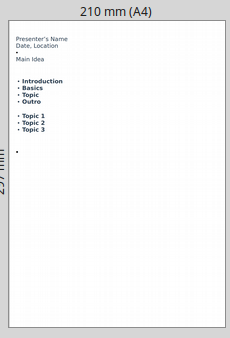 210 mm (A4)
Presenter's Name
Date, Location
•
Main Idea
• Introduction
• Basics
• Topic
• Outro
• Topic 1
• Topic 2
• Topic 3
•